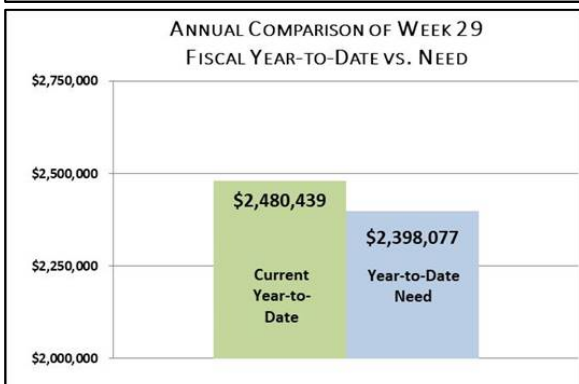 ANNUAL COMPARISON OF WEEK 29
FISCAL YEAR-TO-DATE VS. NEED
$2,750,000
$2,500,000
$2,480,439
$2,398,077
$2,250,000
Current
Year-to-
Date
Year-to-Date
Need
$2,000,000